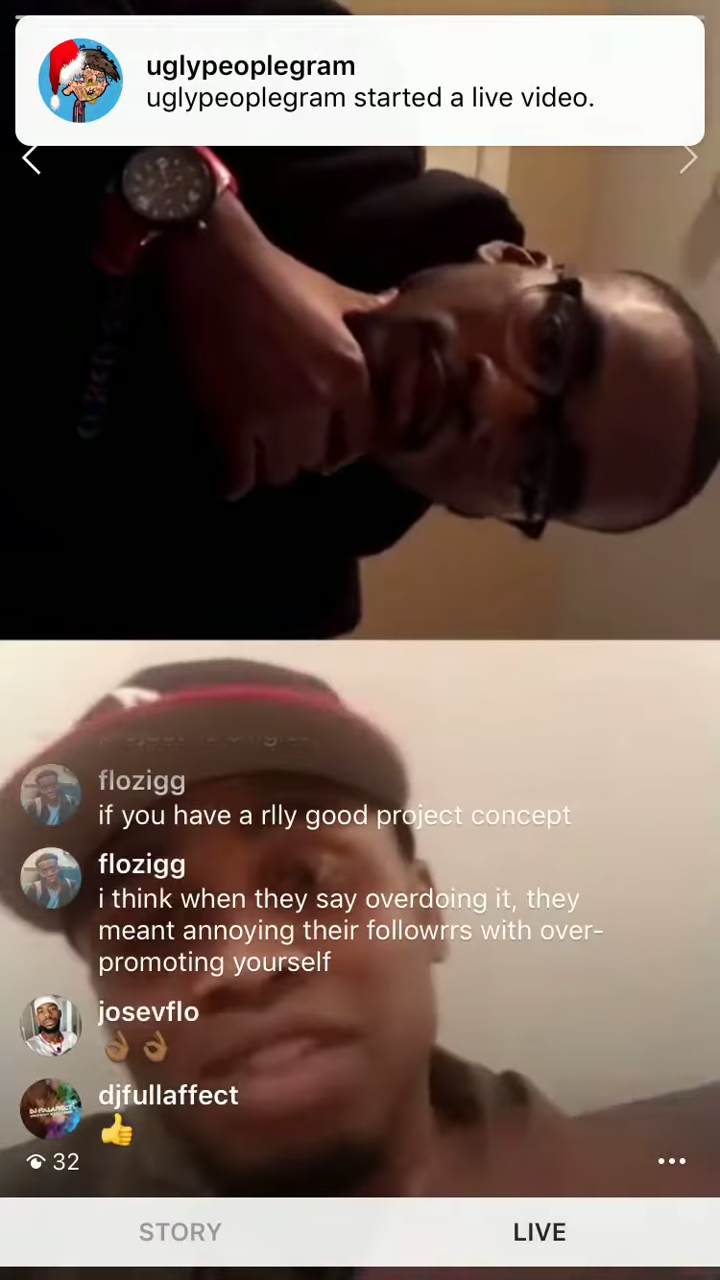 uglypeoplegram
uglypeoplegram started a live video.
flozigg
if you have a rlly good project concept
flozigg
i think when they say overdoing it, they
meant annoying their followrrs with over-
promoting yourself
josevflo
👌🏾👌🏾
djfullaffect
👍
32
STORY
LIVE